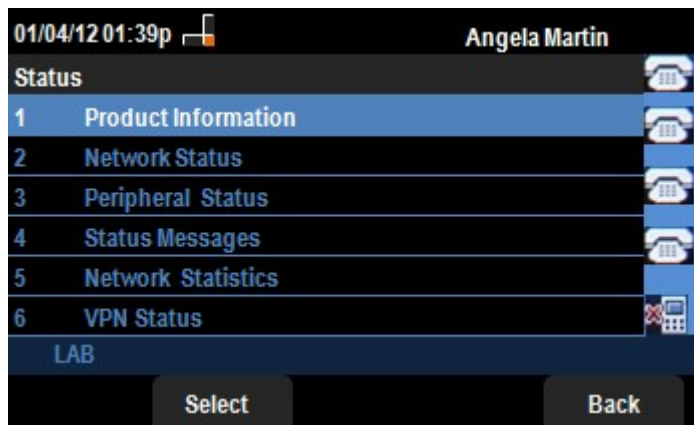 01/04/12 01:39p Angela Martin
Status
1 Product Information
2 Network Status
3 Peripheral Status
4 Status Messages
5 Network Statistics
6 VPN Status
LAB
Select Back